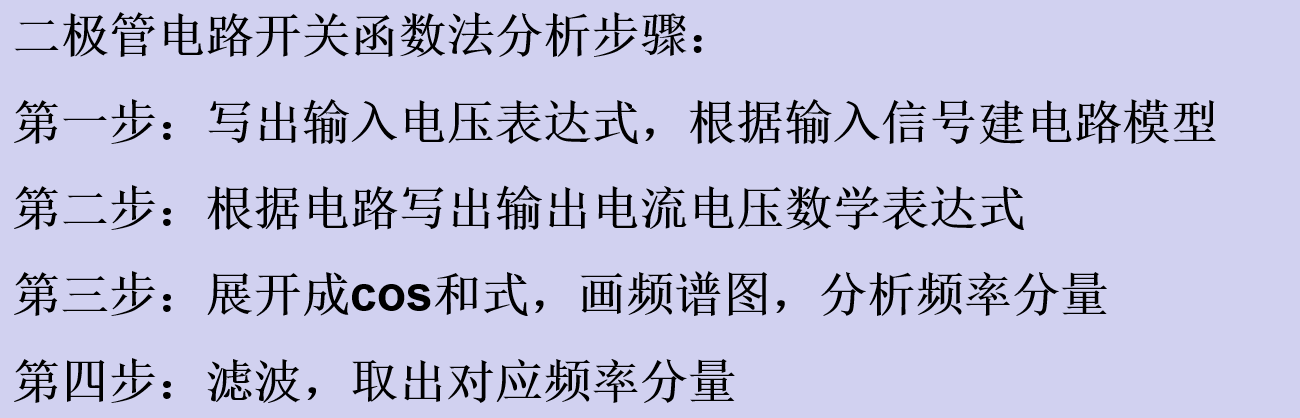 二极管电路开关函数法分析步骤：
第一步：写出输入电压表达式，根据输入信号建电路模型
第二步：根据电路写出输出电流电压数学表达式
第三步：展开成cos和式，画频谱图，分析频率分量
第四步：滤波，取出对应频率分量